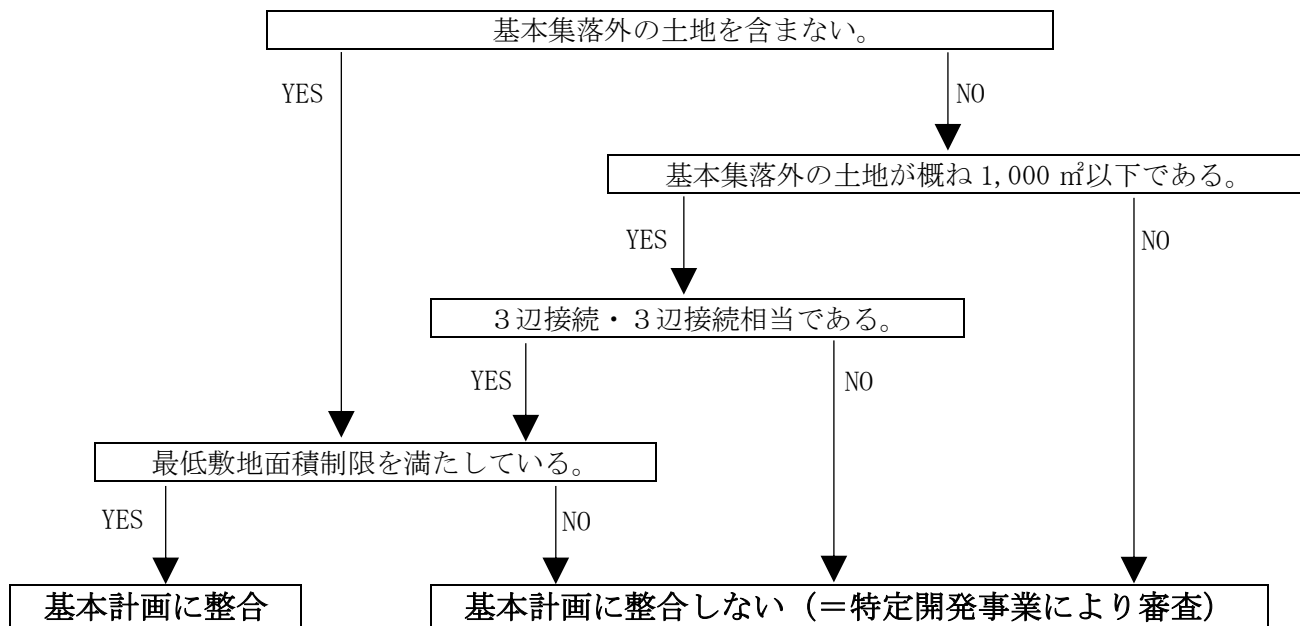 基本集落外の土地を含まない。
YES
NO
基本集落外の土地が概ね 1,000 ㎡以下である。
YES
NO
３辺接続・３辺接続相当である。
YES
NO
最低敷地面積制限を満たしている。
YES
NO
基本計画に整合
基本計画に整合しない（＝特定開発事業により審査）